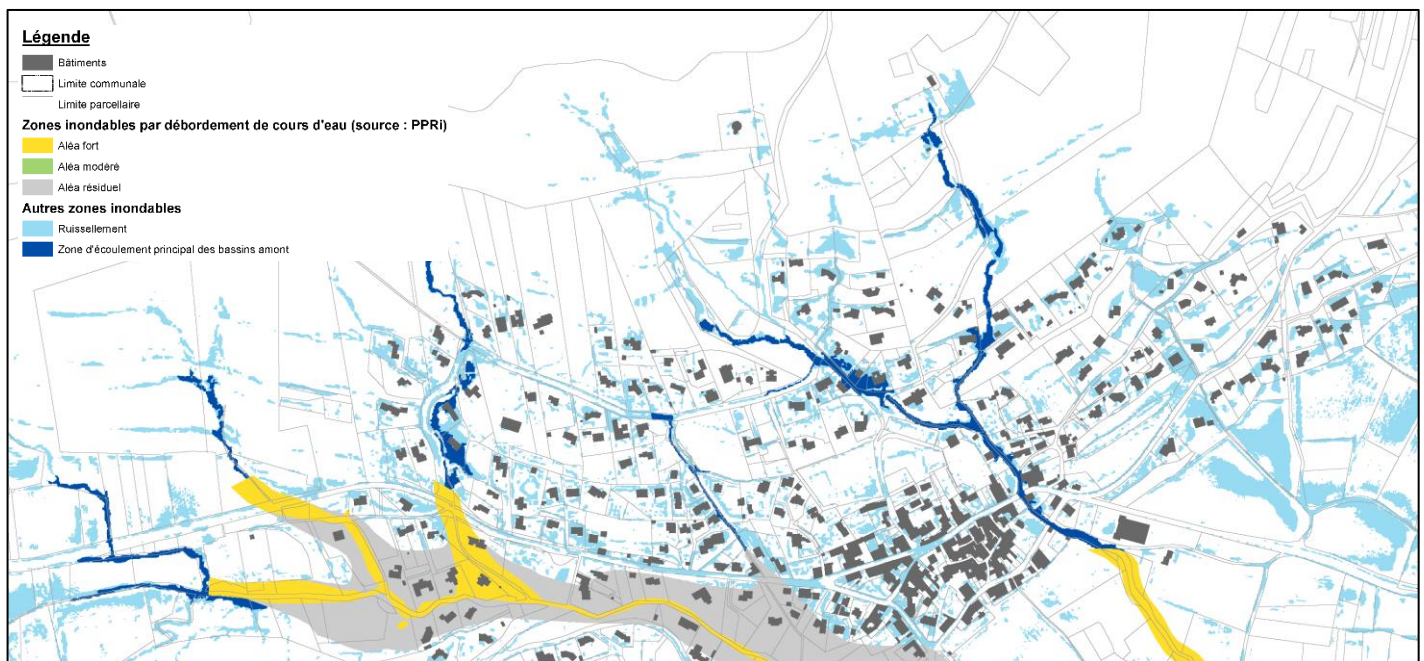 Légende
Bâtiments
Limite communale
Limite parcellaire
Zones inondables par débordement de cours d'eau (source : PPRi)
Aléa fort
Aléa modéré
Aléa résiduel
Autres zones inondables
Ruissellement
Zone d'écoulement principal des bassins amont